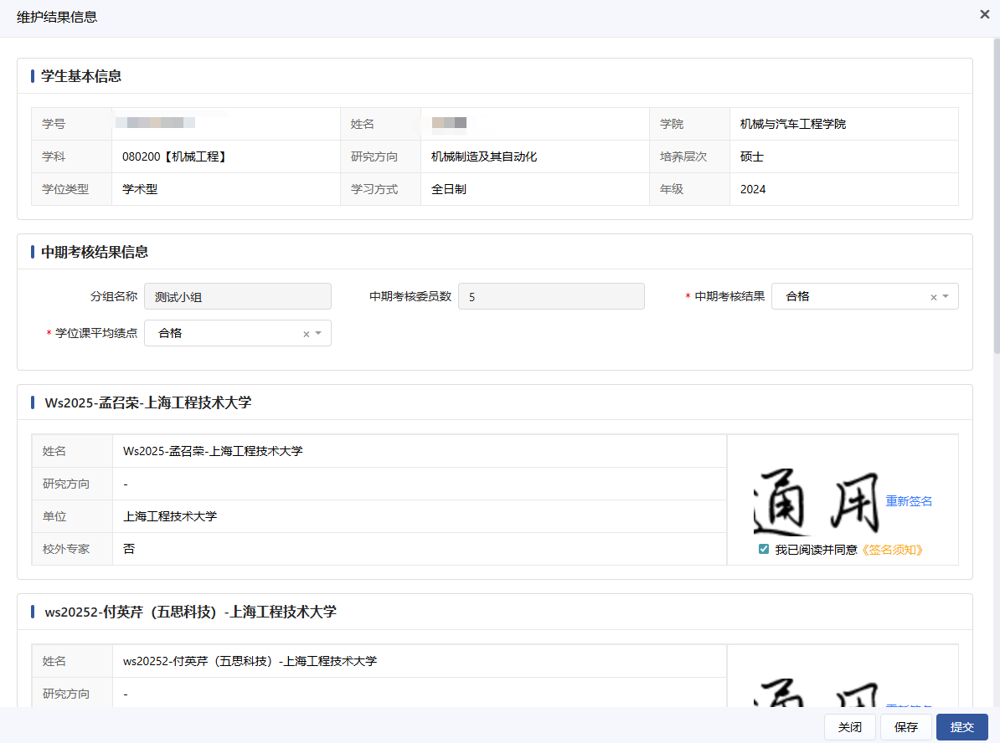 维护结果信息
学生基本信息
学号 姓名 学院 机械与汽车工程学院
学科 080200【机械工程】 研究方向 机械制造及其自动化 培养层次 硕士
学位类型 学术型 学习方式 全日制 年级 2024
中期考核结果信息
分组名称 测试小组 中期考核委员数 5 * 中期考核结果 合格
* 学位课平均绩点 合格
Ws2025-孟召荣-上海工程技术大学
姓名 Ws2025-孟召荣-上海工程技术大学
研究方向 -
通用 重新签名
单位 上海工程技术大学
校外专家 否
我已阅读并同意《签名须知》
ws20252-付英芹（五思科技）-上海工程技术大学
姓名 ws20252-付英芹（五思科技）-上海工程技术大学
研究方向 -
通用 重新签名
关闭 保存 提交